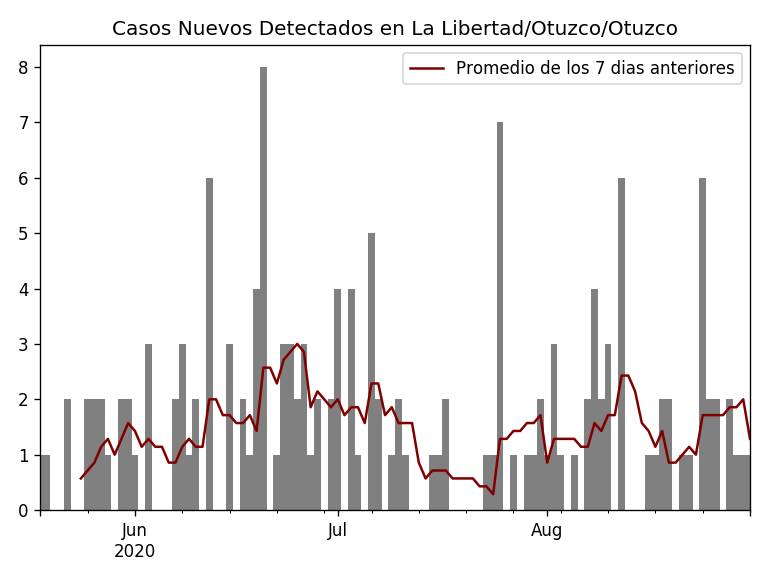 Casos Nuevos Detectados en La Libertad/Otuzco/Otuzco
Promedio de los 7 dias anteriores
8
7
6
5
4
3
2
1
0
Jun
2020
Jul
Aug